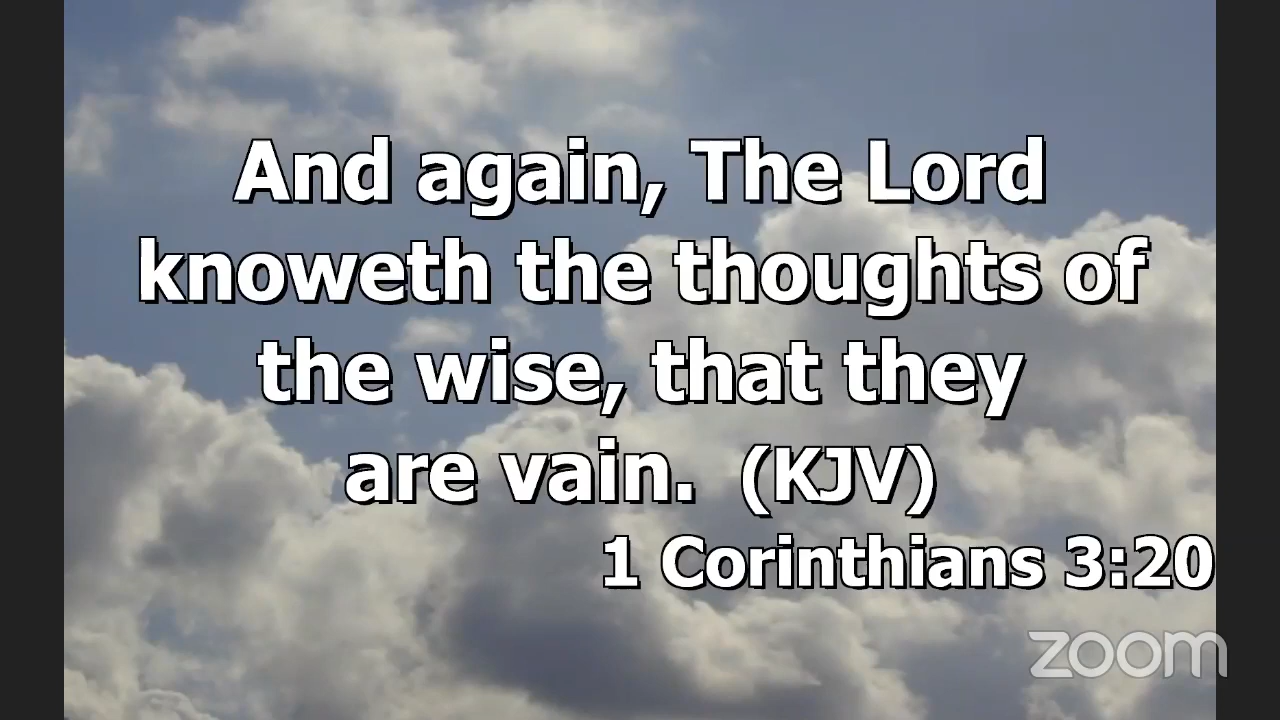 And again, The Lord
knoweth the thoughts of
the wise, that they
are vain. (KJV)
1 Corinthians 3:20
zoom